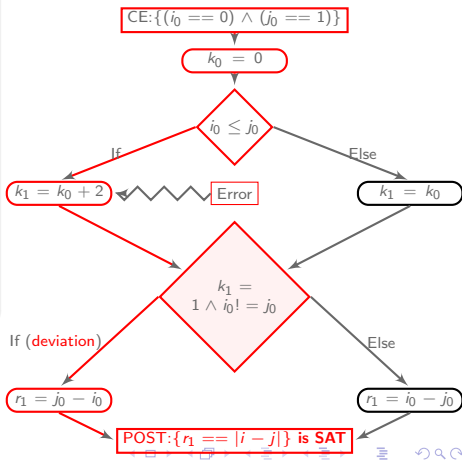 CE:{(i₀ == 0) ∧ (j₀ == 1)}
k₀ = 0
i₀ ≤ j₀
If
Else
k₁ = k₀ + 2
Error
k₁ = k₀
k₁ =
1 ∧ i₀! = j₀
If (deviation)
Else
r₁ = j₀ − i₀
r₁ = i₀ − j₀
POST:{r₁ == |i − j|} is SAT